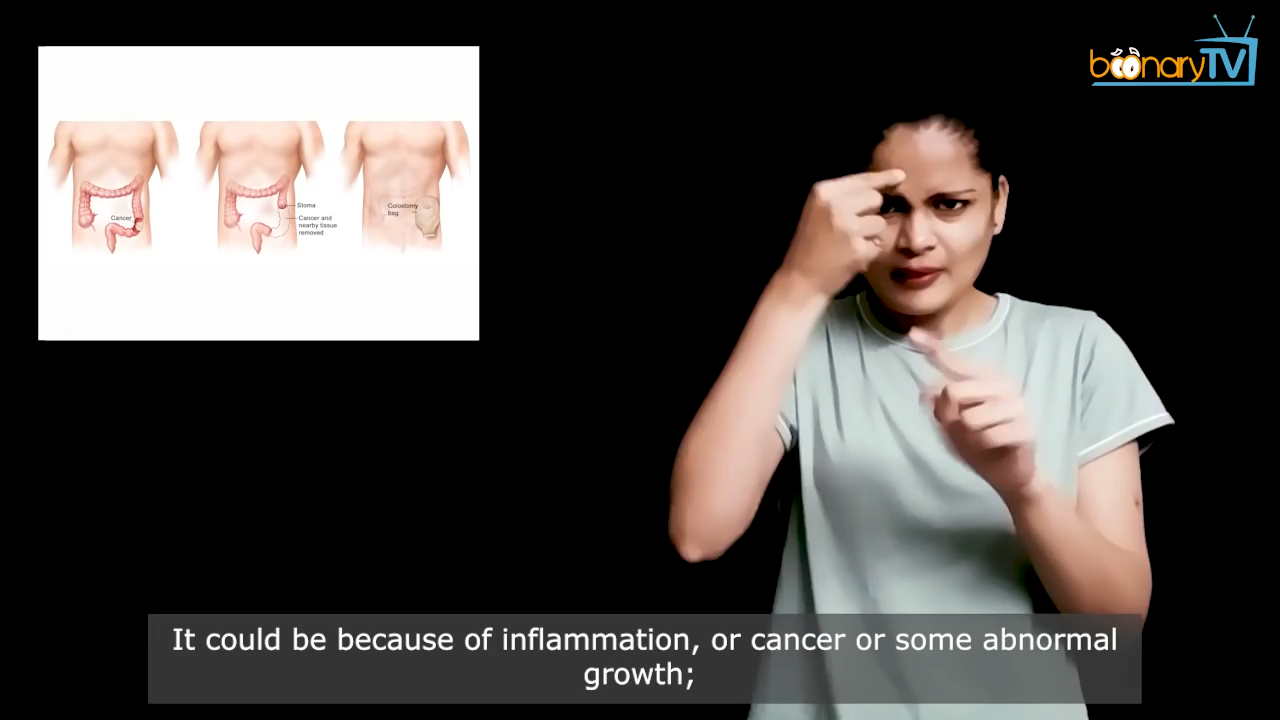 boonaryTV
Cancer
Stoma
Cancer and
nearby tissue
removed
Colostomy
bag
It could be because of inflammation, or cancer or some abnormal
growth;